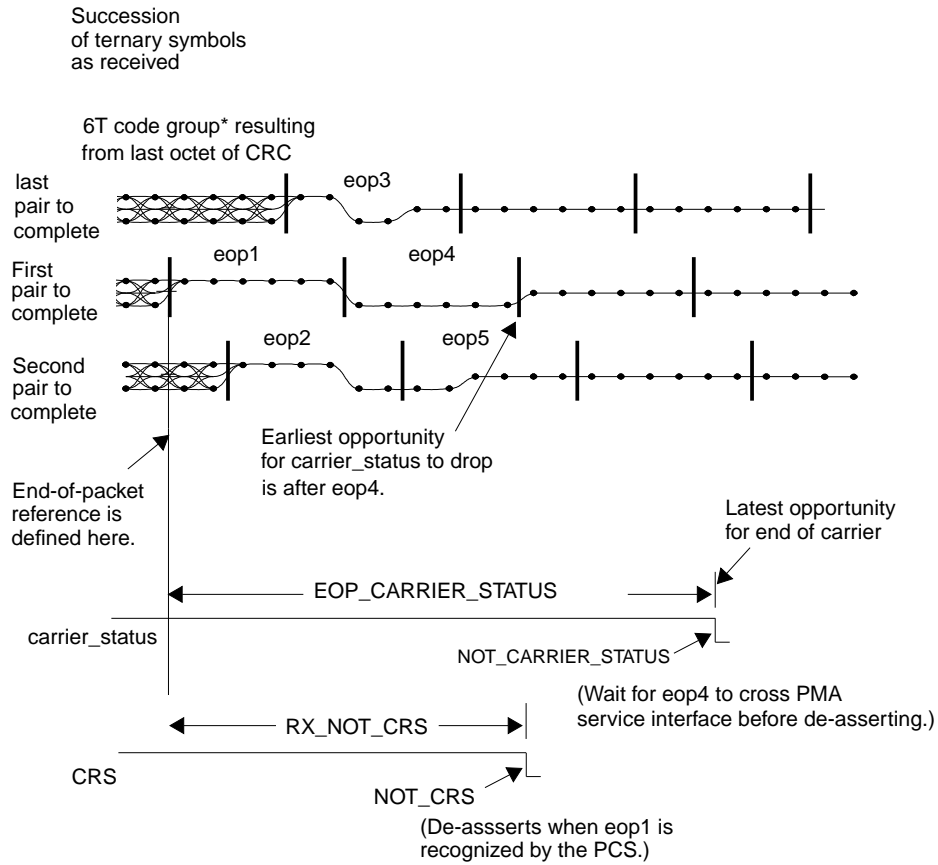 Succession
of ternary symbols
as received
6T code group* resulting
from last octet of CRC
last
pair to
complete
eop3
First
pair to
complete
eop1
eop4
Second
pair to
complete
eop2
eop5
Earliest opportunity
for carrier_status to drop
is after eop4.
End-of-packet
reference is
defined here.
Latest opportunity
for end of carrier
EOP_CARRIER_STATUS
carrier_status
NOT_CARRIER_STATUS
(Wait for eop4 to cross PMA
service interface before de-asserting.)
RX_NOT_CRS
CRS
NOT_CRS
(De-assserts when eop1 is
recognized by the PCS.)